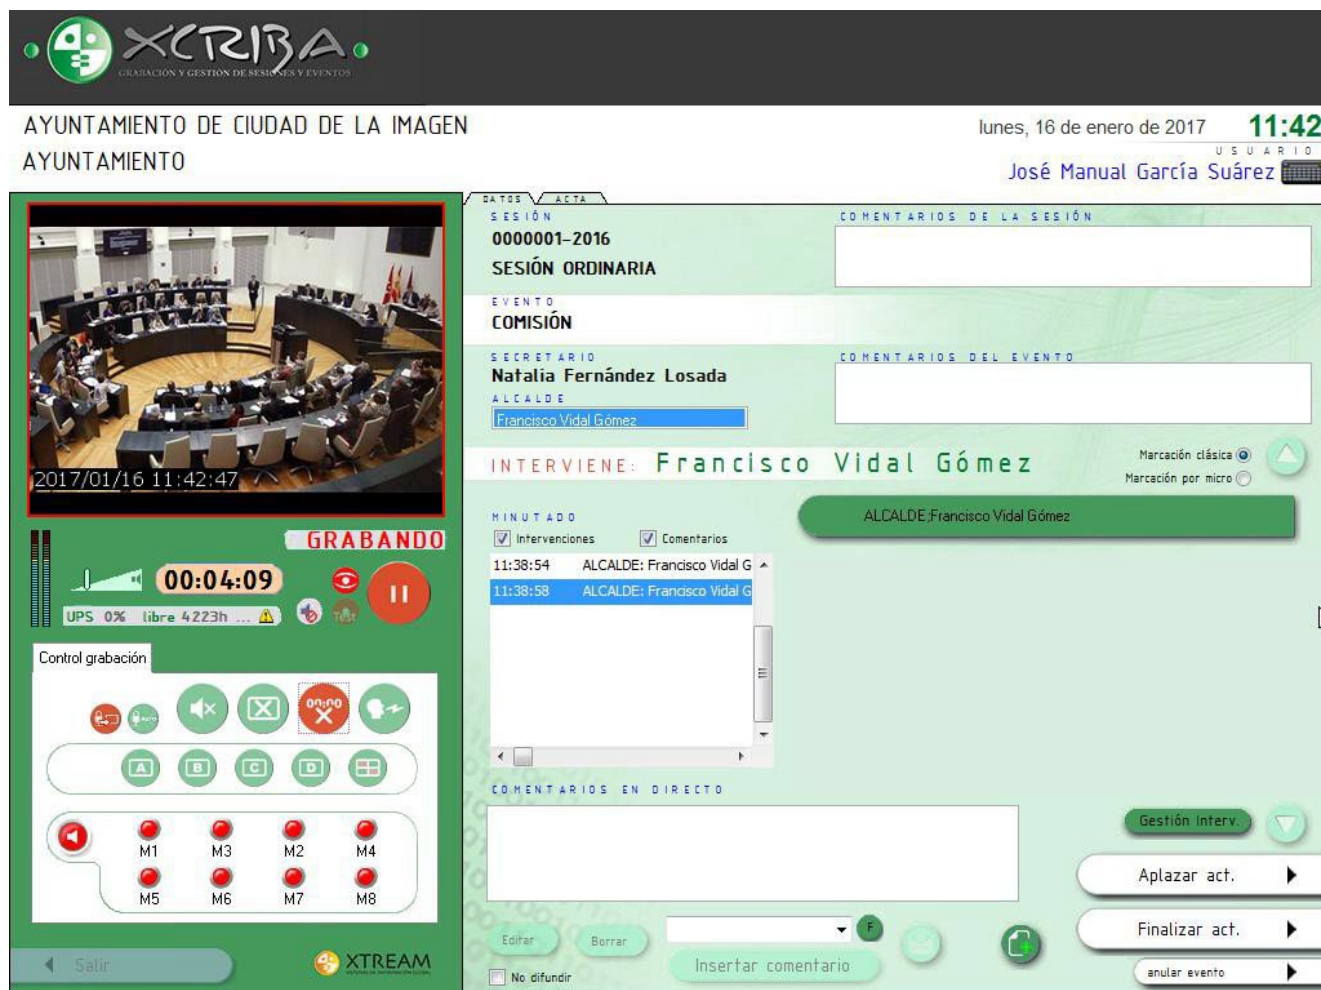 XCRIBA
GRABACIÓN Y GESTIÓN DE SESIONES Y EVENTOS
AYUNTAMIENTO DE CIUDAD DE LA IMAGEN
lunes, 16 de enero de 2017 11:42
AYUNTAMIENTO
USUARIO
José Manual García Suárez
DATOS ACTA
SESIÓN
COMENTARIOS DE LA SESIÓN
0000001-2016
SESIÓN ORDINARIA
EVENTO
COMISIÓN
SECRETARIO
COMENTARIOS DEL EVENTO
Natalia Fernández Losada
ALCALDE
Francisco Vidal Gómez
INTERVIENE: Francisco Vidal Gómez
Marcación clásica
Marcación por micro
2017/01/16 11:42:47
MINUTADO
ALCALDE;Francisco Vidal Gómez
Intervenciones Comentarios
11:38:54 ALCALDE: Francisco Vidal G
11:38:58 ALCALDE: Francisco Vidal G
GRABANDO
00:04:09
UPS 0% libre 4223h ...
Control grabación
AUTO
00:00
A B C D
M1 M3 M2 M4
M5 M6 M7 M8
COMENTARIOS EN DIRECTO
Gestión Interv.
Aplazar act.
Finalizar act.
anular evento
Editar Borrar F
Insertar comentario
No difundir
Salir
XTREAM